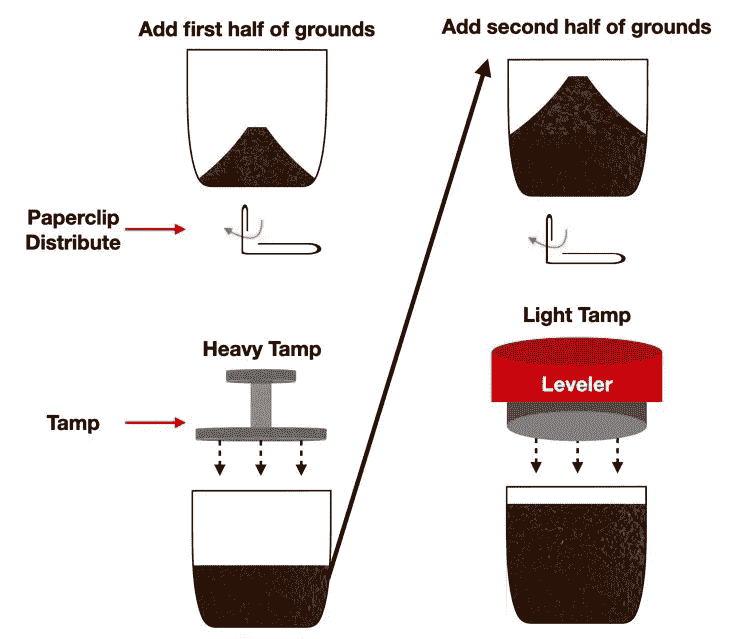 Add first half of grounds
Add second half of grounds
Paperclip
Distribute
Heavy Tamp
Light Tamp
Leveler
Tamp